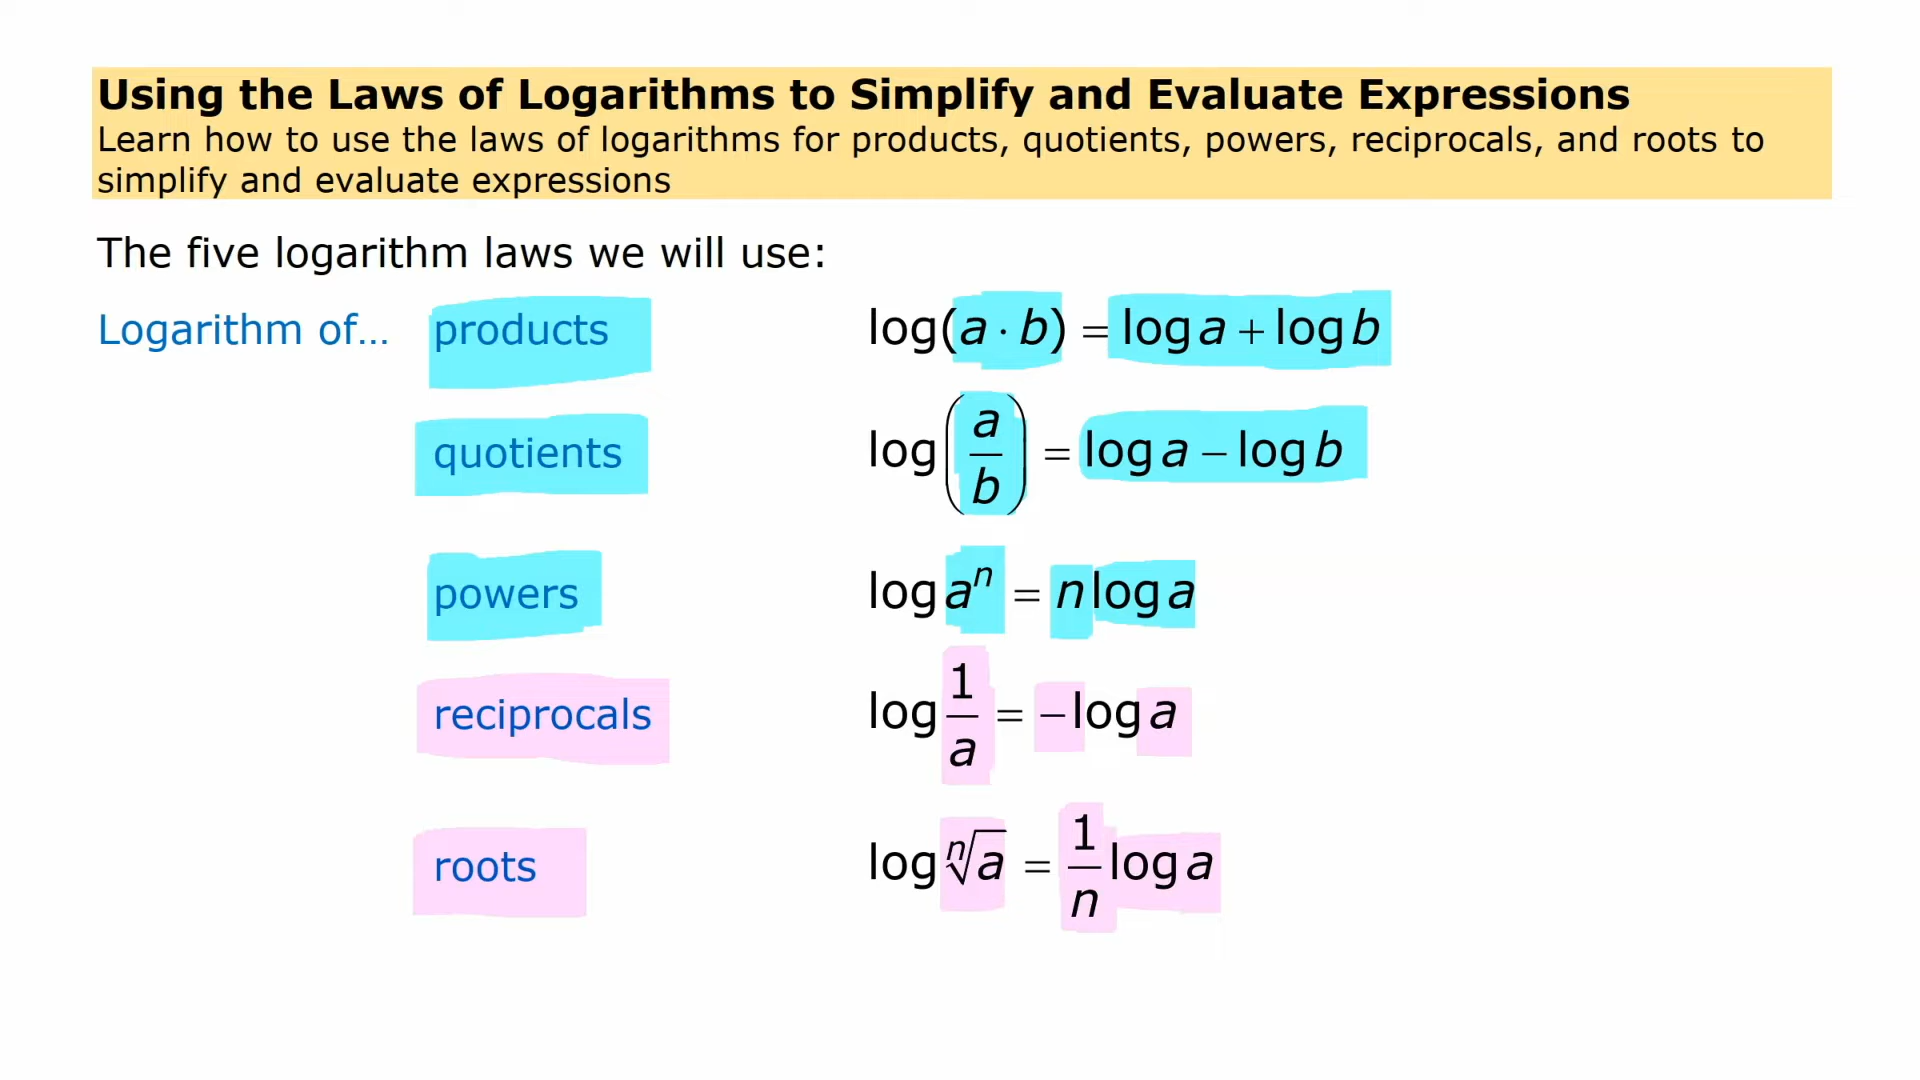 Using the Laws of Logarithms to Simplify and Evaluate Expressions
Learn how to use the laws of logarithms for products, quotients, powers, reciprocals, and roots to
simplify and evaluate expressions
The five logarithm laws we will use:
Logarithm of... products log(a · b) = log a + log b
quotients log(a/b) = log a − log b
powers log aⁿ = n log a
reciprocals log 1/a = −log a
roots log ⁿ√a = 1/n log a